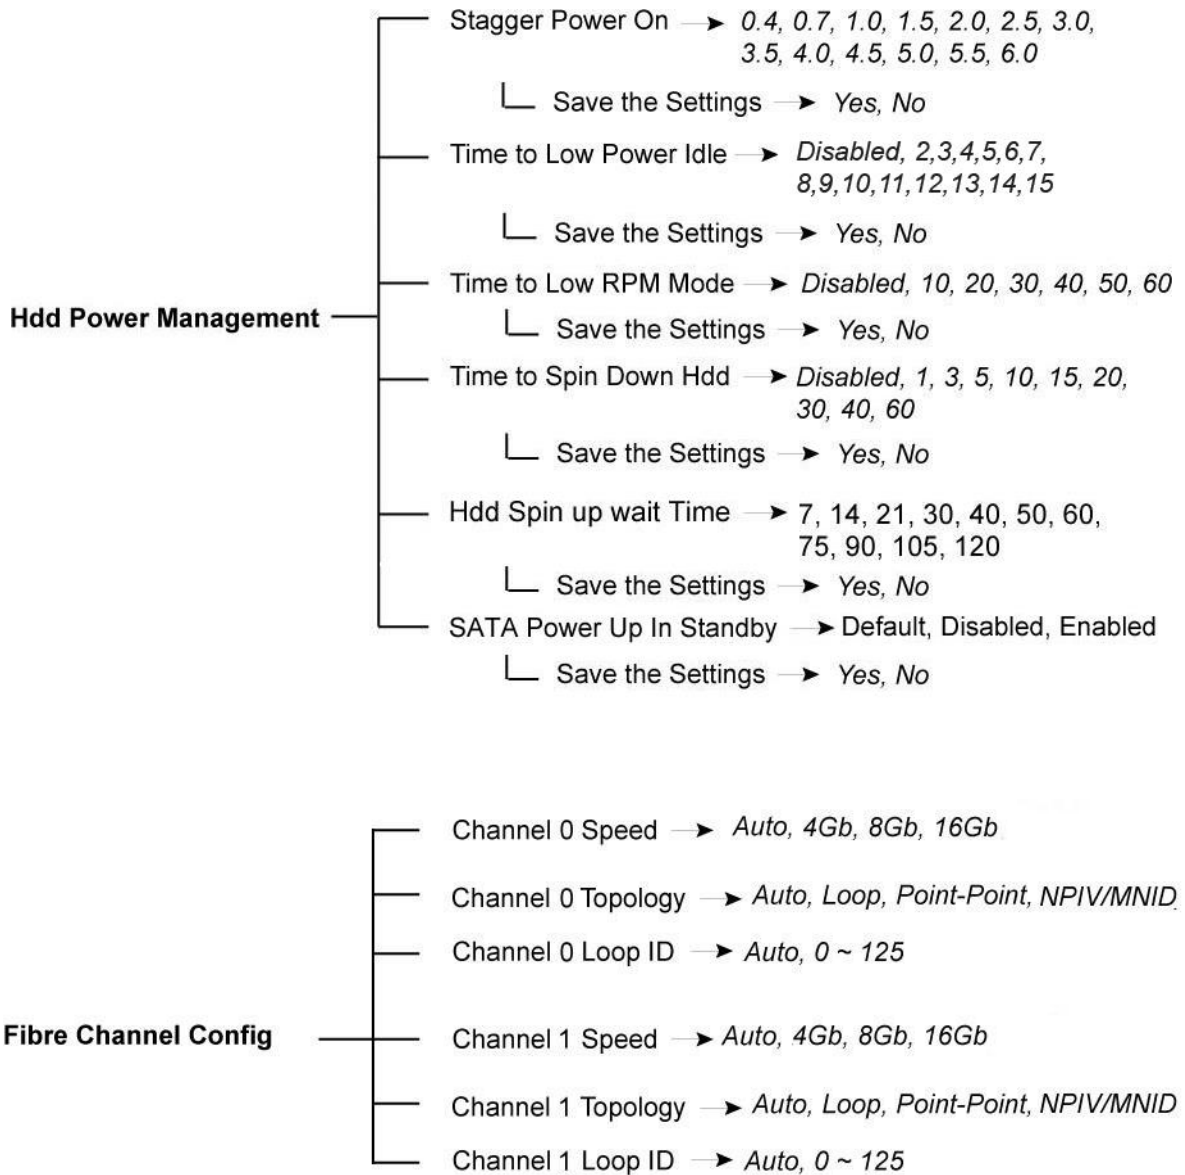 Stagger Power On 0.4, 0.7, 1.0, 1.5, 2.0, 2.5, 3.0,
3.5, 4.0, 4.5, 5.0, 5.5, 6.0
Save the Settings Yes, No
Time to Low Power Idle Disabled, 2,3,4,5,6,7,
8,9,10,11,12,13,14,15
Save the Settings Yes, No
Time to Low RPM Mode Disabled, 10, 20, 30, 40, 50, 60
Hdd Power Management
Save the Settings Yes, No
Time to Spin Down Hdd Disabled, 1, 3, 5, 10, 15, 20,
30, 40, 60
Save the Settings Yes, No
Hdd Spin up wait Time 7, 14, 21, 30, 40, 50, 60,
75, 90, 105, 120
Save the Settings Yes, No
SATA Power Up In Standby Default, Disabled, Enabled
Save the Settings Yes, No
Channel 0 Speed Auto, 4Gb, 8Gb, 16Gb
Channel 0 Topology Auto, Loop, Point-Point, NPIV/MNID
Channel 0 Loop ID Auto, 0 ~ 125
Fibre Channel Config
Channel 1 Speed Auto, 4Gb, 8Gb, 16Gb
Channel 1 Topology Auto, Loop, Point-Point, NPIV/MNID
Channel 1 Loop ID Auto, 0 ~ 125